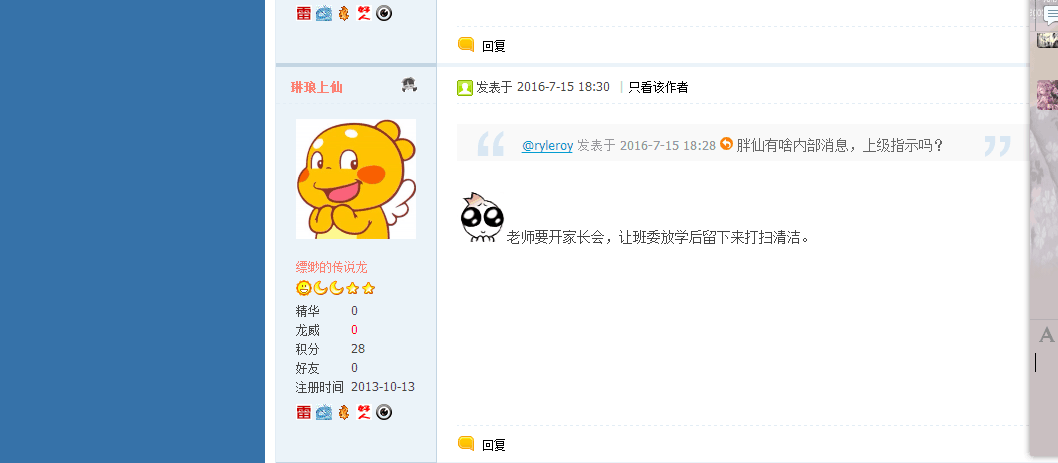 回复
琳琅上仙
发表于 2016-7-15 18:30 | 只看该作者
@ryleroy 发表于 2016-7-15 18:28 胖仙有啥内部消息，上级指示吗？
老师要开家长会，让班委放学后留下来打扫清洁。
缥缈的传说龙
精华 0
龙威 0
积分 28
好友 0
注册时间 2013-10-13
回复
A